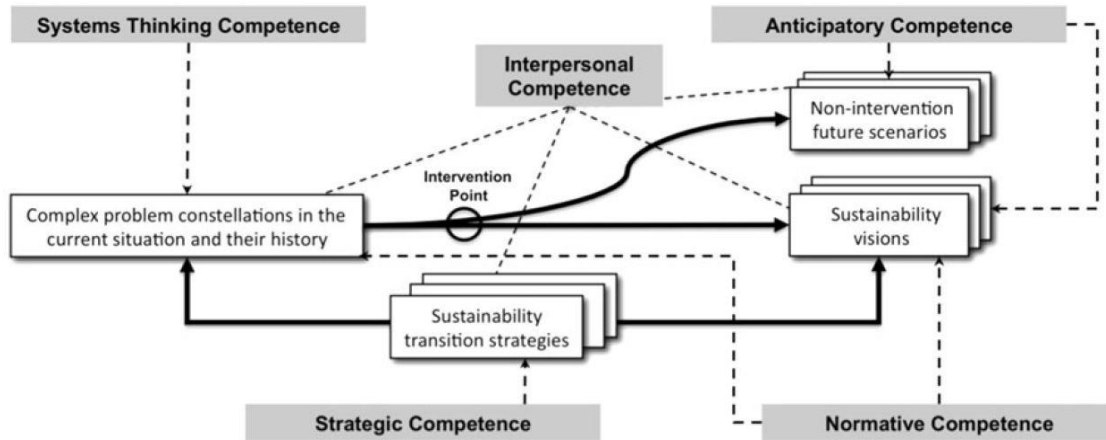 Systems Thinking Competence
Anticipatory Competence
Interpersonal
Competence
Non-intervention
future scenarios
Intervention
Point
Complex problem constellations in the
current situation and their history
Sustainability
visions
Sustainability
transition strategies
Strategic Competence
Normative Competence